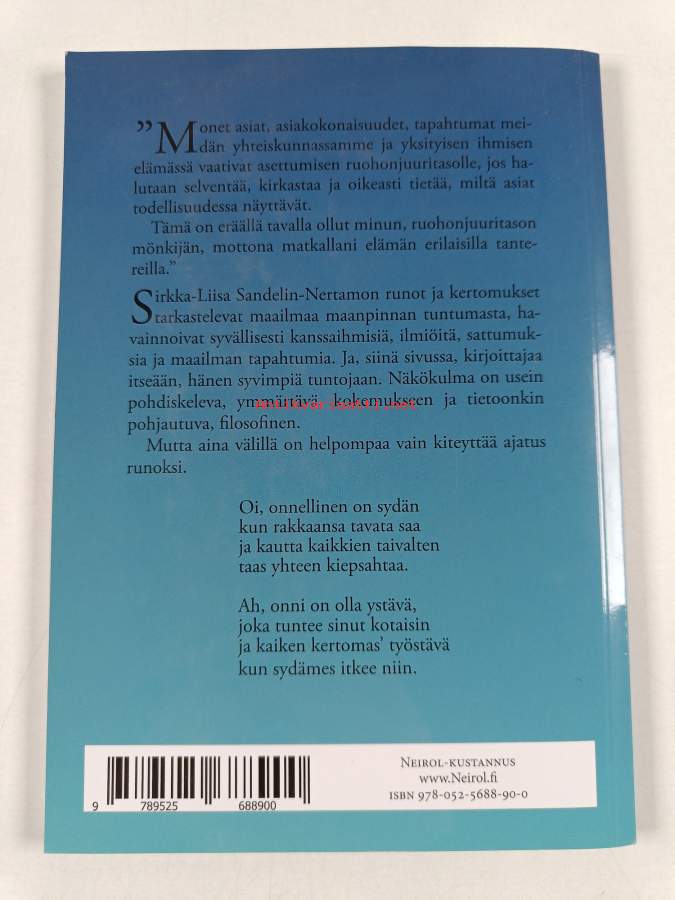 ”Monet asiat, asiakokonaisuudet, tapahtumat mei-
dän yhteiskunnassamme ja yksityisen ihmisen
elämässä vaativat asettumisen ruohonjuuritasolle, jos ha-
lutaan selventää, kirkastaa ja oikeasti tietää, miltä asiat
todellisuudessa näyttävät.
Tämä on eräällä tavalla ollut minun, ruohonjuuritason
mönkijän, mottona matkallani elämän erilaisilla tante-
reilla.”
Sirkka-Liisa Sandelin-Nertamon runot ja kertomukset
tarkastelevat maailmaa maanpinnan tuntumasta, ha-
vainnoivat syvällisesti kanssaihmisiä, ilmiöitä, sattumuk-
sia ja maailman tapahtumia. Ja, siinä sivussa, kirjoittajaa
itseään, hänen syvimpiä tuntojaan. Näkökulma on usein
pohdiskeleva, ymmärtävä, kokemukseen ja tietoonkin
antikvariaatti.net
pohjautuva, filosofinen.
Mutta aina välillä on helpompaa vain kiteyttää ajatus
runoksi.
Oi, onnellinen on sydän
kun rakkaansa tavata saa
ja kautta kaikkien taivalten
taas yhteen kiepsahtaa.
Ah, onni on olla ystävä,
joka tuntee sinut kotaisin
ja kaiken kertomas’ työstävä
kun sydämes itkee niin.
9 789525 688900
Neirol-kustannus
www.Neirol.fi
ISBN 978-052-5688-90-0